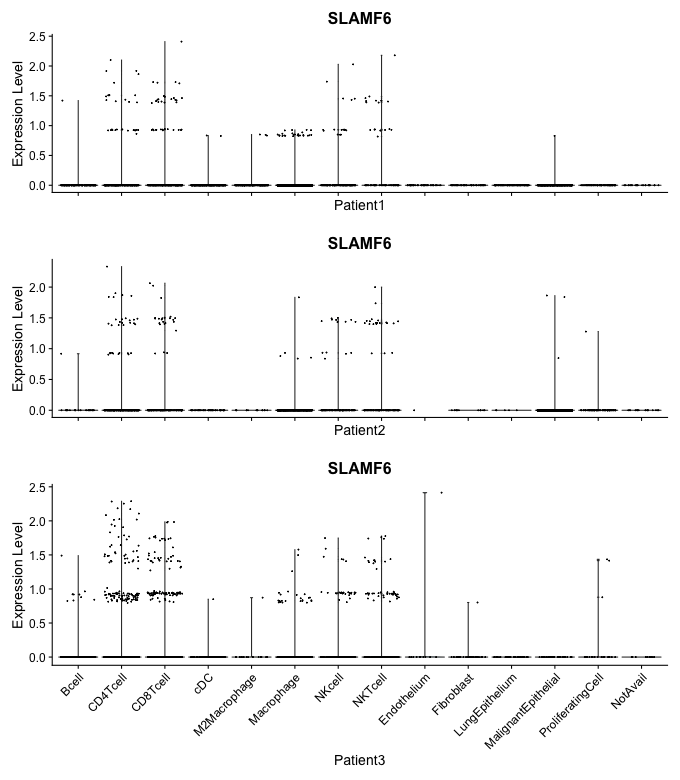 SLAMF6
Expression Level
2.5
2.0
1.5
1.0
0.5
0.0
Patient1
SLAMF6
Expression Level
2.0
1.5
1.0
0.5
0.0
Patient2
SLAMF6
Expression Level
2.5
2.0
1.5
1.0
0.5
0.0
Bcell
CD4Tcell
CD8Tcell
cDC
M2Macrophage
Macrophage
NKcell
NKTcell
Endothelium
Fibroblast
LungEpithelium
MalignantEpithelial
ProliferatingCell
NotAvail
Patient3